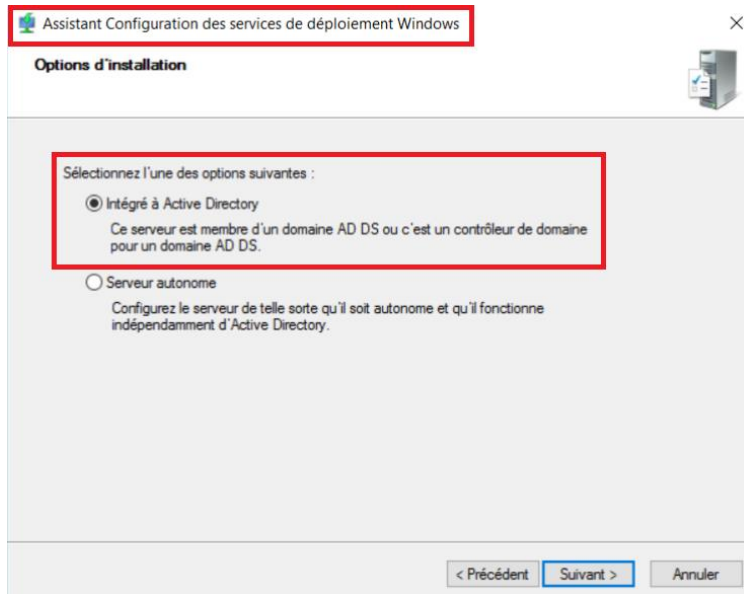 Assistant Configuration des services de déploiement Windows
Options d'installation
Sélectionnez l'une des options suivantes :
Intégré à Active Directory
Ce serveur est membre d'un domaine AD DS ou c'est un contrôleur de domaine
pour un domaine AD DS.
Serveur autonome
Configurez le serveur de telle sorte qu'il soit autonome et qu'il fonctionne
indépendamment d'Active Directory.
< Précédent Suivant > Annuler